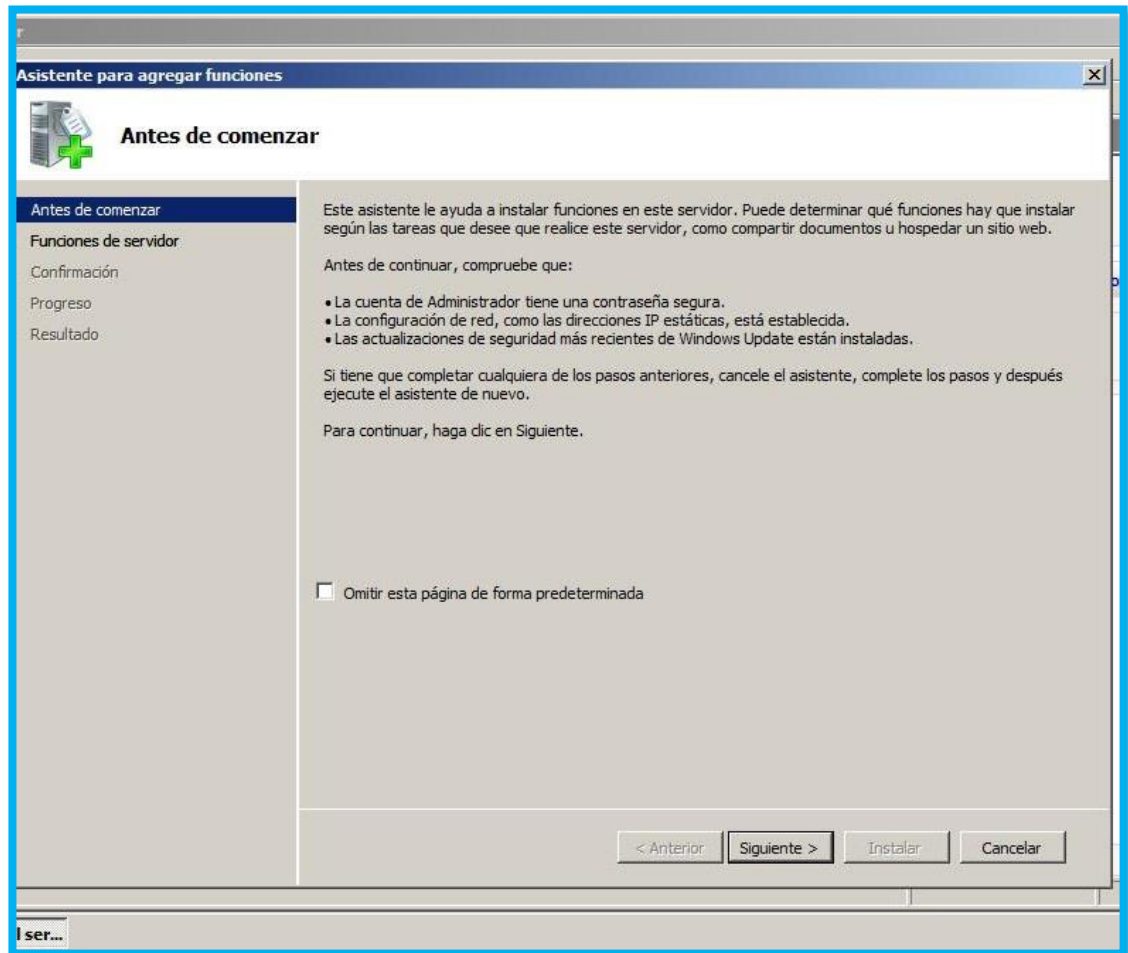 r
Asistente para agregar funciones
Antes de comenzar
Antes de comenzar
Funciones de servidor
Confirmación
Progreso
Resultado
Este asistente le ayuda a instalar funciones en este servidor. Puede determinar qué funciones hay que instalar
según las tareas que desee que realice este servidor, como compartir documentos u hospedar un sitio web.
Antes de continuar, compruebe que:
• La cuenta de Administrador tiene una contraseña segura.
• La configuración de red, como las direcciones IP estáticas, está establecida.
• Las actualizaciones de seguridad más recientes de Windows Update están instaladas.
Si tiene que completar cualquiera de los pasos anteriores, cancele el asistente, complete los pasos y después
ejecute el asistente de nuevo.
Para continuar, haga clic en Siguiente.
Omitir esta página de forma predeterminada
< Anterior
Siguiente >
Instalar
Cancelar
l ser...